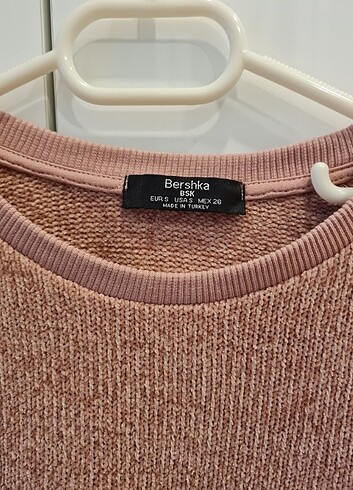 Bershka
BSK
EUR S USA S MEX 26
MADE IN TURKEY